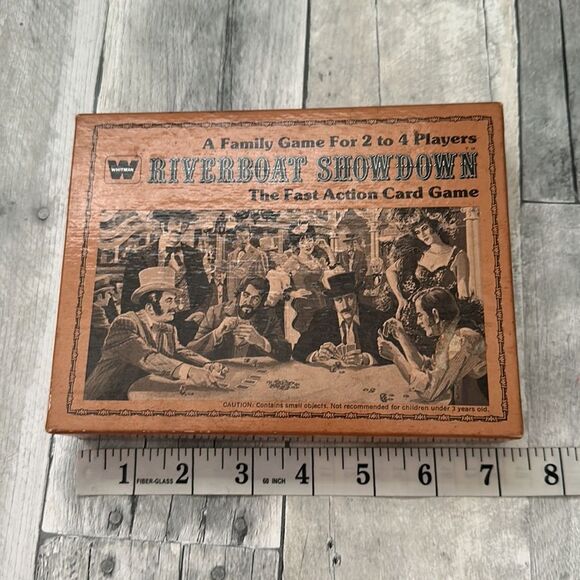 A Family Game For 2 to 4 Players
WHITMAN RIVERBOAT SHOWDOWN™
The Fast Action Card Game
CAUTION: Contains small objects. Not recommended for children under 3 years old.
1 FIBER-GLASS 2 3 60 INCH 4 5 6 7 8